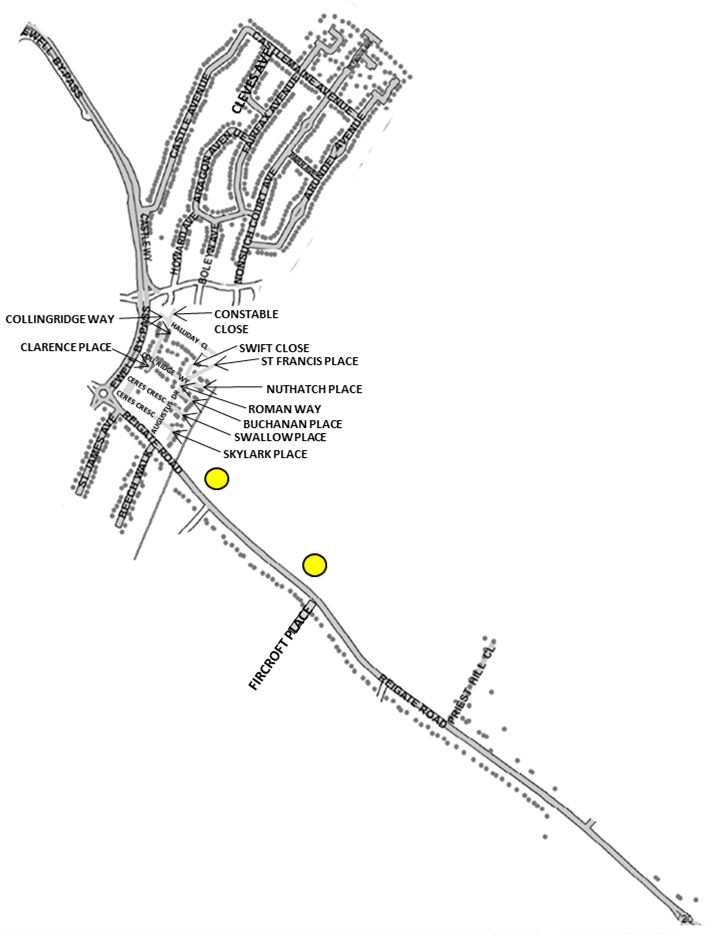 EWELL BY-PASS
CASTLEMAINE AVENUE
CLEVES AVE
CASTLE AVENUE
FAIRFAX AVENUE
ARAGON AVENUE
ARUNDEL AVENUE
HOWARD AVE
BOLEYN AVE
NONSUCH COURT AVE
CASTLE WY
COLLINGRIDGE WAY
CONSTABLE
CLOSE
HALLIDAY CL
EWELL BY-PASS
CLARENCE PLACE
SWIFT CLOSE
ST FRANCIS PLACE
NUTHATCH PLACE
CERES CRESC
ROMAN WAY
CERES CRESC
AUGUSTUS DR
BUCHANAN PLACE
SWALLOW PLACE
SKYLARK PLACE
ST JAMES AVE
BEECH WALK
REIGATE ROAD
FIRCROFT PLACE
REIGATE ROAD
PRIEST HILL CL